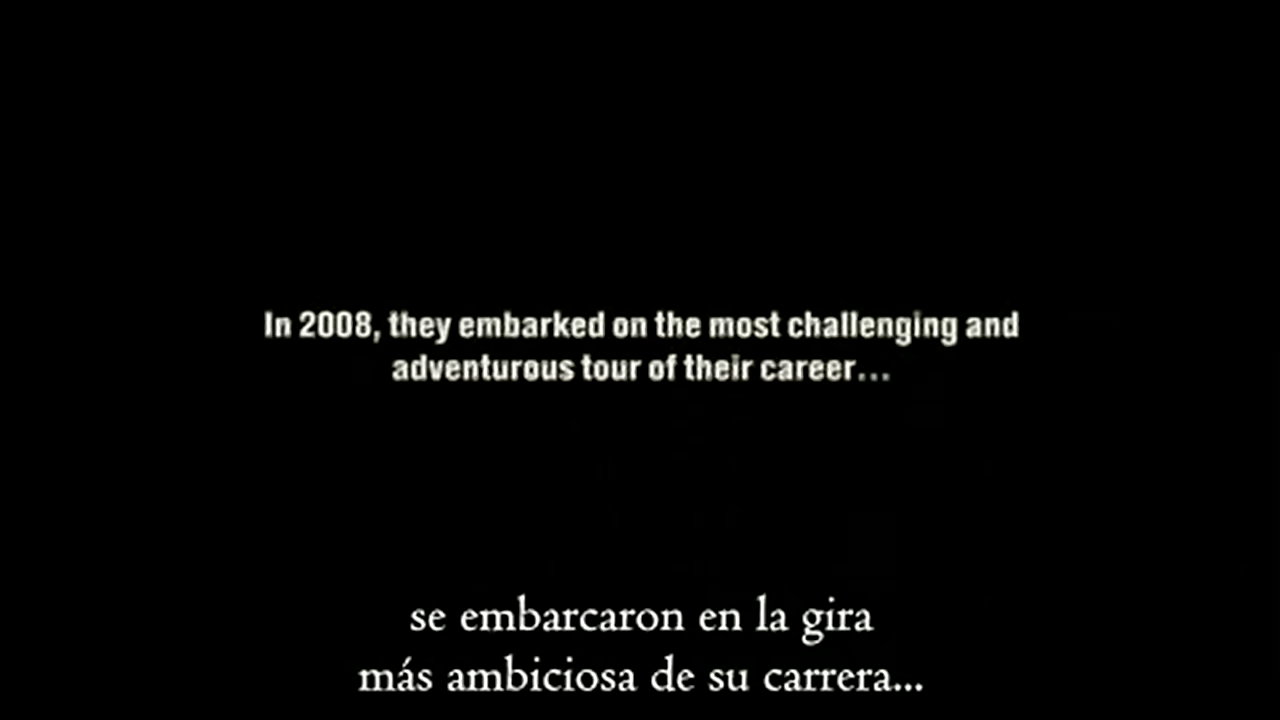 In 2008, they embarked on the most challenging and
adventurous tour of their career...
se embarcaron en la gira
más ambiciosa de su carrera...